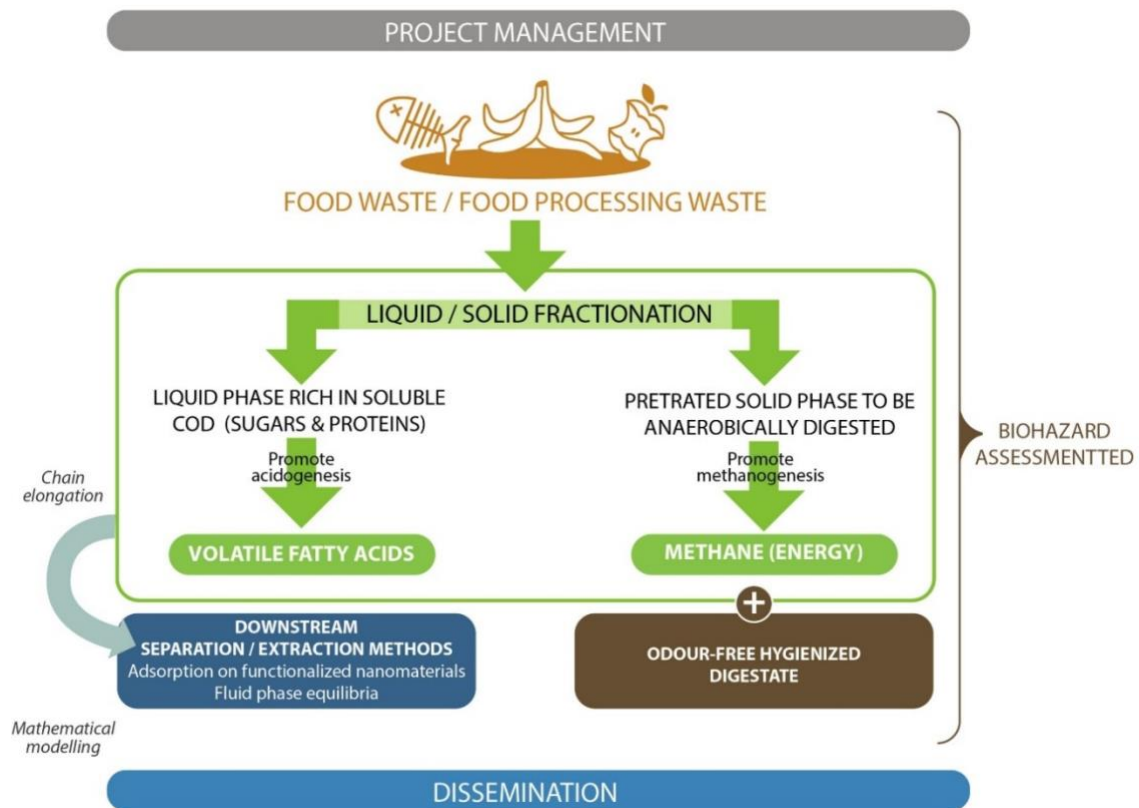 PROJECT MANAGEMENT
FOOD WASTE / FOOD PROCESSING WASTE
LIQUID / SOLID FRACTIONATION
LIQUID PHASE RICH IN SOLUBLE
COD (SUGARS & PROTEINS)
Promote
acidogenesis
VOLATILE FATTY ACIDS
PRETRATED SOLID PHASE TO BE
ANAEROBICALLY DIGESTED
Promote
methanogenesis
METHANE (ENERGY)
BIOHAZARD
ASSESSMENTTED
Chain
elongation
DOWNSTREAM
SEPARATION / EXTRACTION METHODS
Adsorption on functionalized nanomaterials
Fluid phase equilibria
+
ODOUR-FREE HYGIENIZED
DIGESTATE
Mathematical
modelling
DISSEMINATION